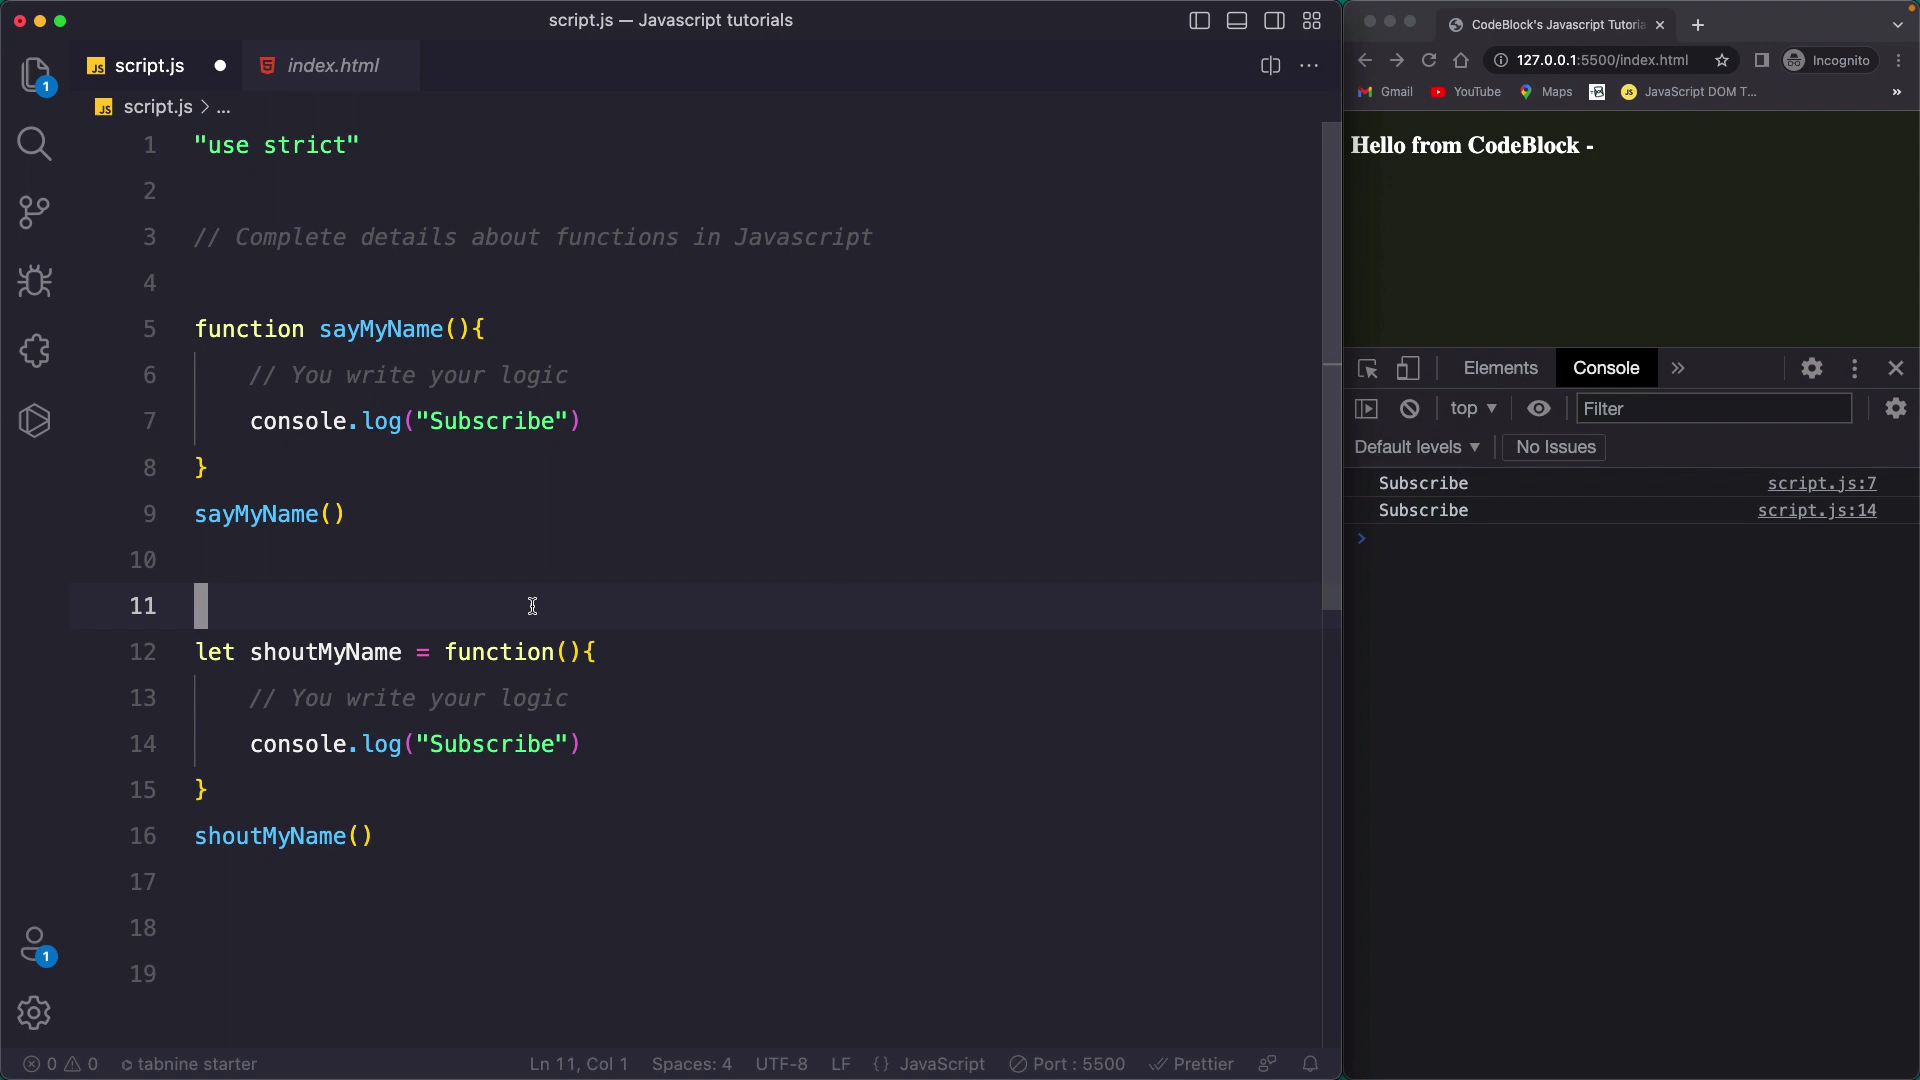 script.js — Javascript tutorials
script.js
index.html
1
script.js > ...
1 "use strict"
2
3 // Complete details about functions in Javascript
4
5 function sayMyName(){
6 // You write your logic
7 console.log("Subscribe")
8 }
9 sayMyName()
10
11
12 let shoutMyName = function(){
13 // You write your logic
14 console.log("Subscribe")
15 }
16 shoutMyName()
17
18
19
1
0 0 tabnine starter Ln 11, Col 1 Spaces: 4 UTF-8 LF {} JavaScript Port : 5500 Prettier
CodeBlock's Javascript Tutoria
127.0.0.1:5500/index.html
Incognito
Gmail YouTube Maps JS JavaScript DOM T... »
Hello from CodeBlock -
Elements Console »
top Filter
Default levels No Issues
Subscribe script.js:7
Subscribe script.js:14
>